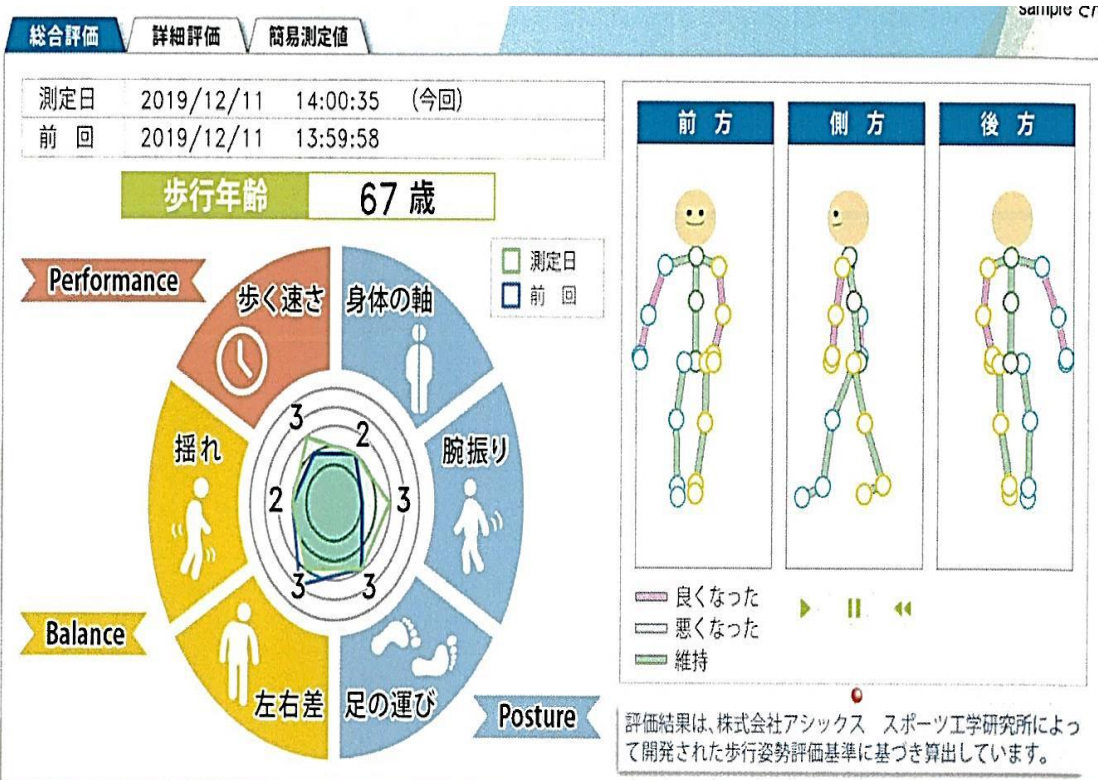 sample さん
総合評価 詳細評価 簡易測定値
測定日 2019/12/11 14:00:35 (今回)
前 回 2019/12/11 13:59:58
歩行年齢 67 歳
測定日
前 回
Performance
歩く速さ
身体の軸
揺れ
腕振り
3
2
2
3
3
3
Balance
左右差
足の運び
Posture
前 方
側 方
後 方
良くなった
悪くなった
維持
評価結果は、株式会社アシックス スポーツ工学研究所によっ
て開発された歩行姿勢評価基準に基づき算出しています。